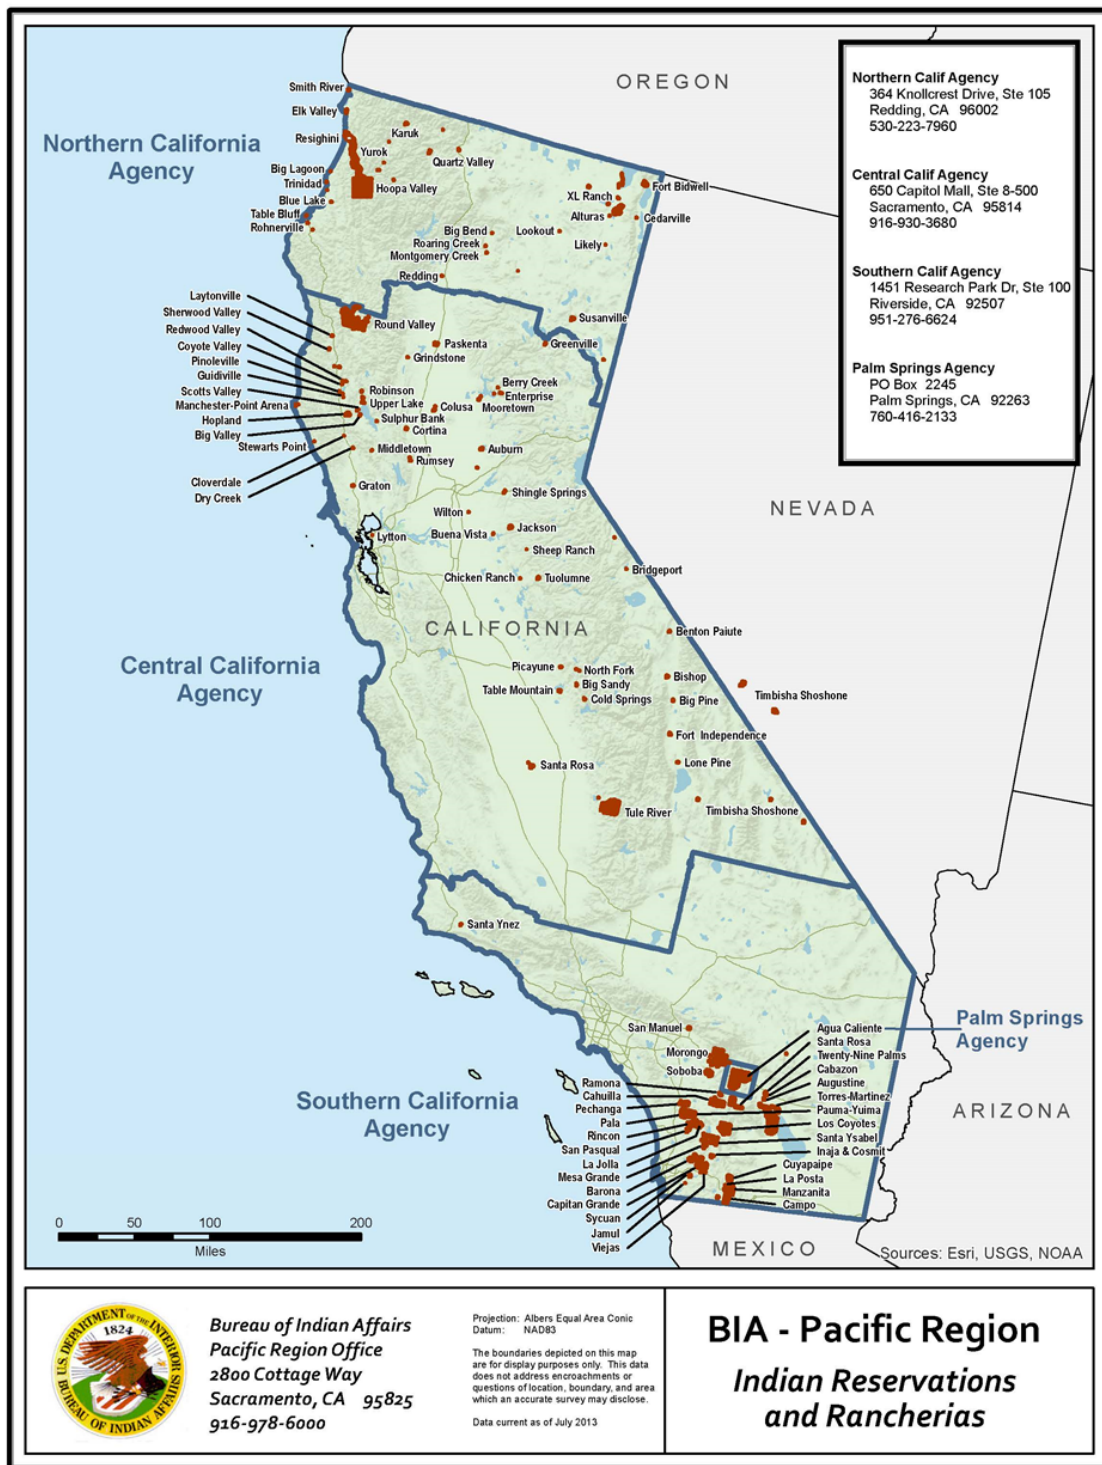 OREGON
NEVADA
CALIFORNIA
ARIZONA
MEXICO
Northern California
Agency
Central California
Agency
Southern California
Agency
Palm Springs
Agency
Northern Calif Agency
364 Knollcrest Drive, Ste 105
Redding, CA 96002
530-223-7960
Central Calif Agency
650 Capitol Mall, Ste 8-500
Sacramento, CA 95814
916-930-3680
Southern Calif Agency
1451 Research Park Dr, Ste 100
Riverside, CA 92507
951-276-6624
Palm Springs Agency
PO Box 2245
Palm Springs, CA 92263
760-416-2133
Smith River
Elk Valley
Resighini
Karuk
Yurok
Quartz Valley
Big Lagoon
Trinidad
Hoopa Valley
Blue Lake
Table Bluff
Rohnerville
Fort Bidwell
XL Ranch
Alturas
Cedarville
Big Bend
Lookout
Roaring Creek
Likely
Montgomery Creek
Redding
Laytonville
Sherwood Valley
Redwood Valley
Coyote Valley
Pinoleville
Guidiville
Scotts Valley
Manchester-Point Arena
Hopland
Big Valley
Stewarts Point
Cloverdale
Dry Creek
Round Valley
Susanville
Paskenta
Greenville
Grindstone
Berry Creek
Robinson
Enterprise
Upper Lake
Colusa
Mooretown
Sulphur Bank
Cortina
Middletown
Auburn
Rumsey
Graton
Shingle Springs
Wilton
Lytton
Buena Vista
Jackson
Sheep Ranch
Bridgeport
Chicken Ranch
Tuolumne
Benton Paiute
Picayune
North Fork
Bishop
Big Sandy
Table Mountain
Cold Springs
Big Pine
Timbisha Shoshone
Fort Independence
Santa Rosa
Lone Pine
Tule River
Timbisha Shoshone
Santa Ynez
San Manuel
Morongo
Soboba
Ramona
Cahuilla
Pechanga
Pala
Rincon
San Pasqual
La Jolla
Mesa Grande
Barona
Capitan Grande
Sycuan
Jamul
Viejas
Agua Caliente
Santa Rosa
Twenty-Nine Palms
Cabazon
Augustine
Torres-Martinez
Pauma-Yuima
Los Coyotes
Santa Ysabel
Inaja & Cosmit
Cuyapaipe
La Posta
Manzanita
Campo
0 50 100 200
Miles
Sources: Esri, USGS, NOAA
U.S. DEPARTMENT OF THE INTERIOR
1824
BUREAU OF INDIAN AFFAIRS
Bureau of Indian Affairs
Pacific Region Office
2800 Cottage Way
Sacramento, CA 95825
916-978-6000
Projection: Albers Equal Area Conic
Datum: NAD83
The boundaries depicted on this map
are for display purposes only. This data
does not address encroachments or
questions of location, boundary, and area
which an accurate survey may disclose.
Data current as of July 2013
BIA - Pacific Region
Indian Reservations
and Rancherias